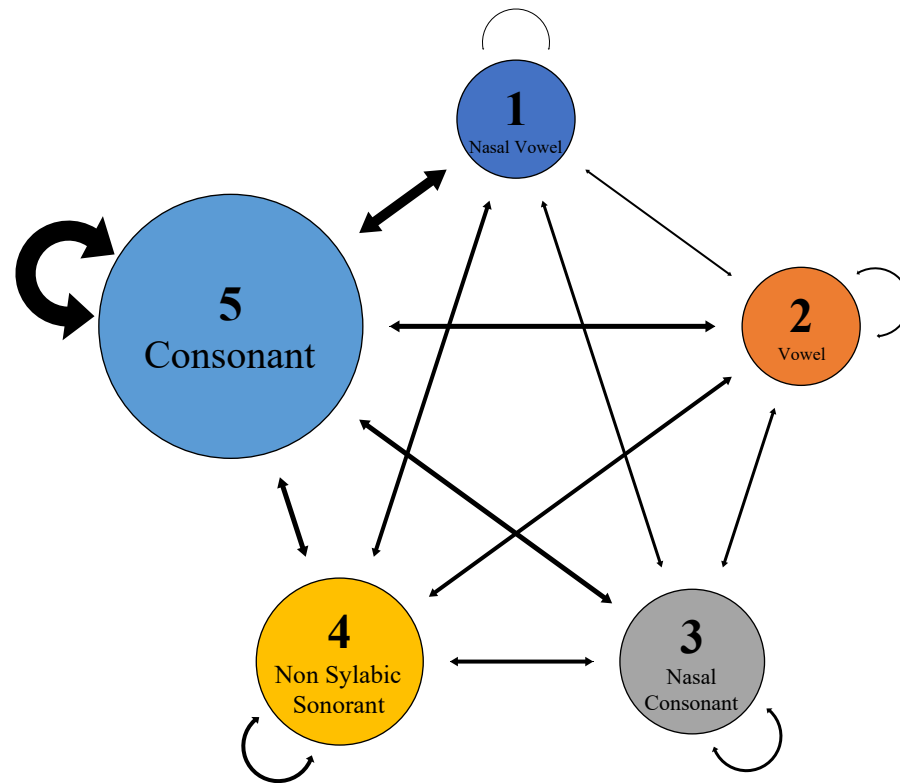 1
Nasal Vowel
5
Consonant
2
Vowel
4
Non Sylabic
Sonorant
3
Nasal
Consonant